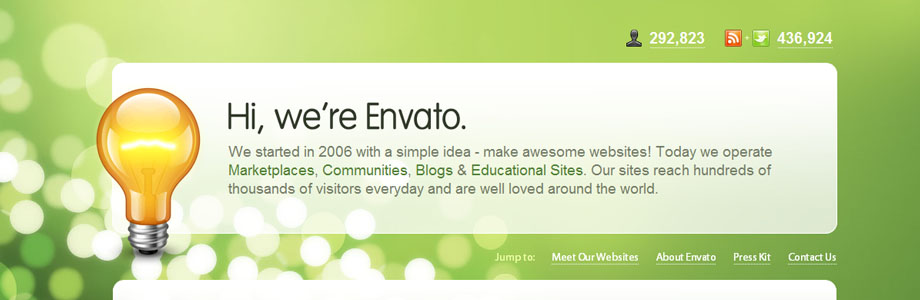 292,823 436,924
Hi, we're Envato.
We started in 2006 with a simple idea - make awesome websites! Today we operate
Marketplaces, Communities, Blogs & Educational Sites. Our sites reach hundreds of
thousands of visitors everyday and are well loved around the world.
Jump to: Meet Our Websites About Envato Press Kit Contact Us